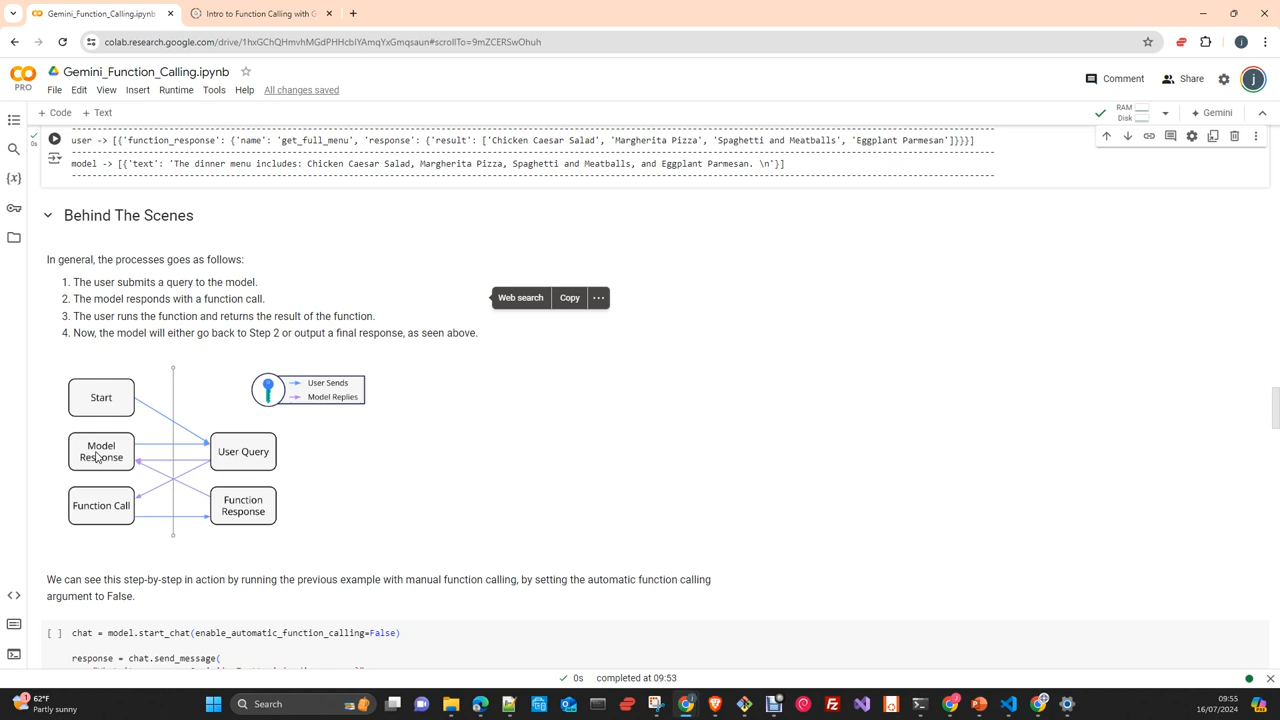 Gemini_Function_Calling.ipynb
Intro to Function Calling with G
colab.research.google.com/drive/1hxGChQHmvhMGdPHHcbIYAmqYxGmqsaun#scrollTo=9mZCERSwOhuh
j
PRO
Gemini_Function_Calling.ipynb
File Edit View Insert Runtime Tools Help All changes saved
Comment Share j
+ Code + Text
RAM
Disk
Gemini
0s
user -> [{'function_response': {'name': 'get_full_menu', 'response': {'result': ['Chicken Caesar Salad', 'Margherita Pizza', 'Spaghetti and Meatballs', 'Eggplant Parmesan']}}}]
model -> [{'text': 'The dinner menu includes: Chicken Caesar Salad, Margherita Pizza, Spaghetti and Meatballs, and Eggplant Parmesan. \n'}]
Behind The Scenes
In general, the processes goes as follows:
1. The user submits a query to the model.
2. The model responds with a function call.
3. The user runs the function and returns the result of the function.
4. Now, the model will either go back to Step 2 or output a final response, as seen above.
Web search Copy
Start
User Sends
Model Replies
Model
Response
User Query
Function Call
Function
Response
We can see this step-by-step in action by running the previous example with manual function calling, by setting the automatic function calling
argument to False.
[ ] chat = model.start_chat(enable_automatic_function_calling=False)
response = chat.send_message(
0s completed at 09:53
62°F
Partly sunny
Search
09:55
16/07/2024